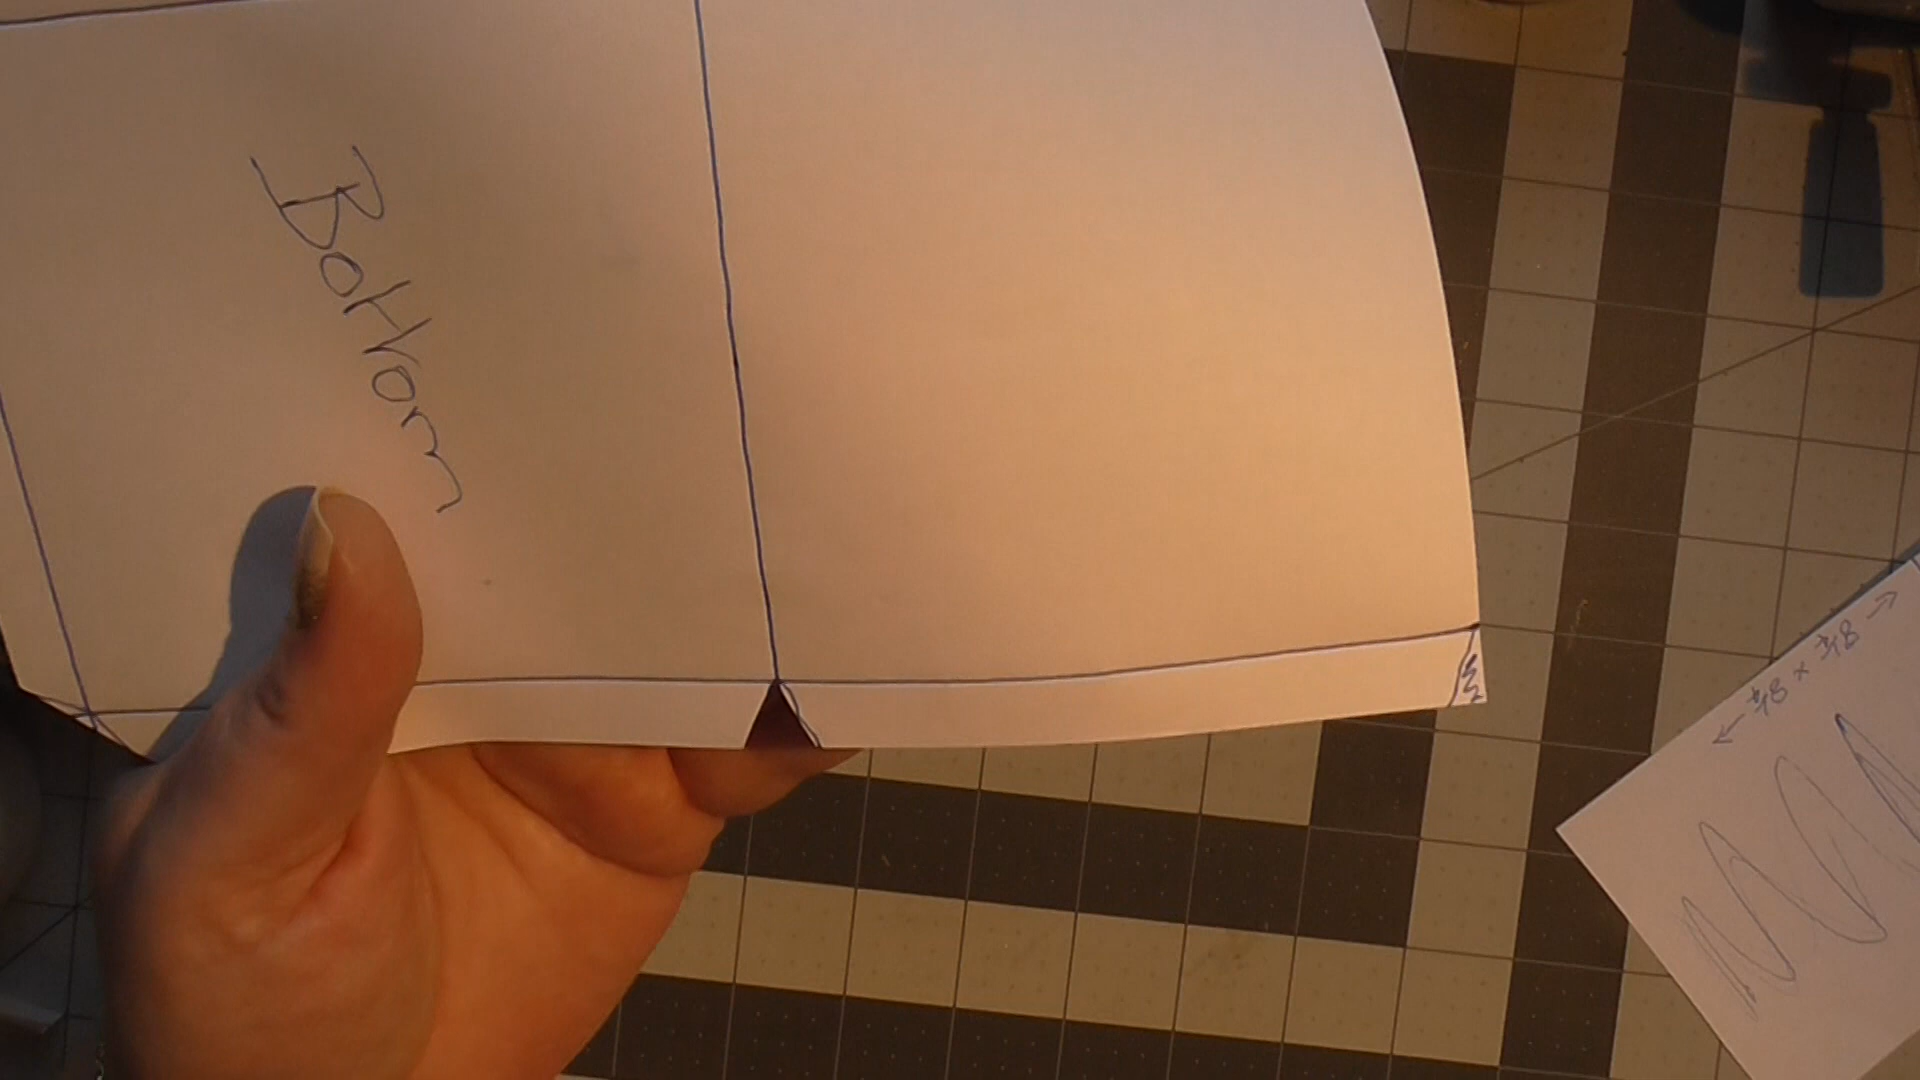 Bottom
← 3/8 x 3/8 →